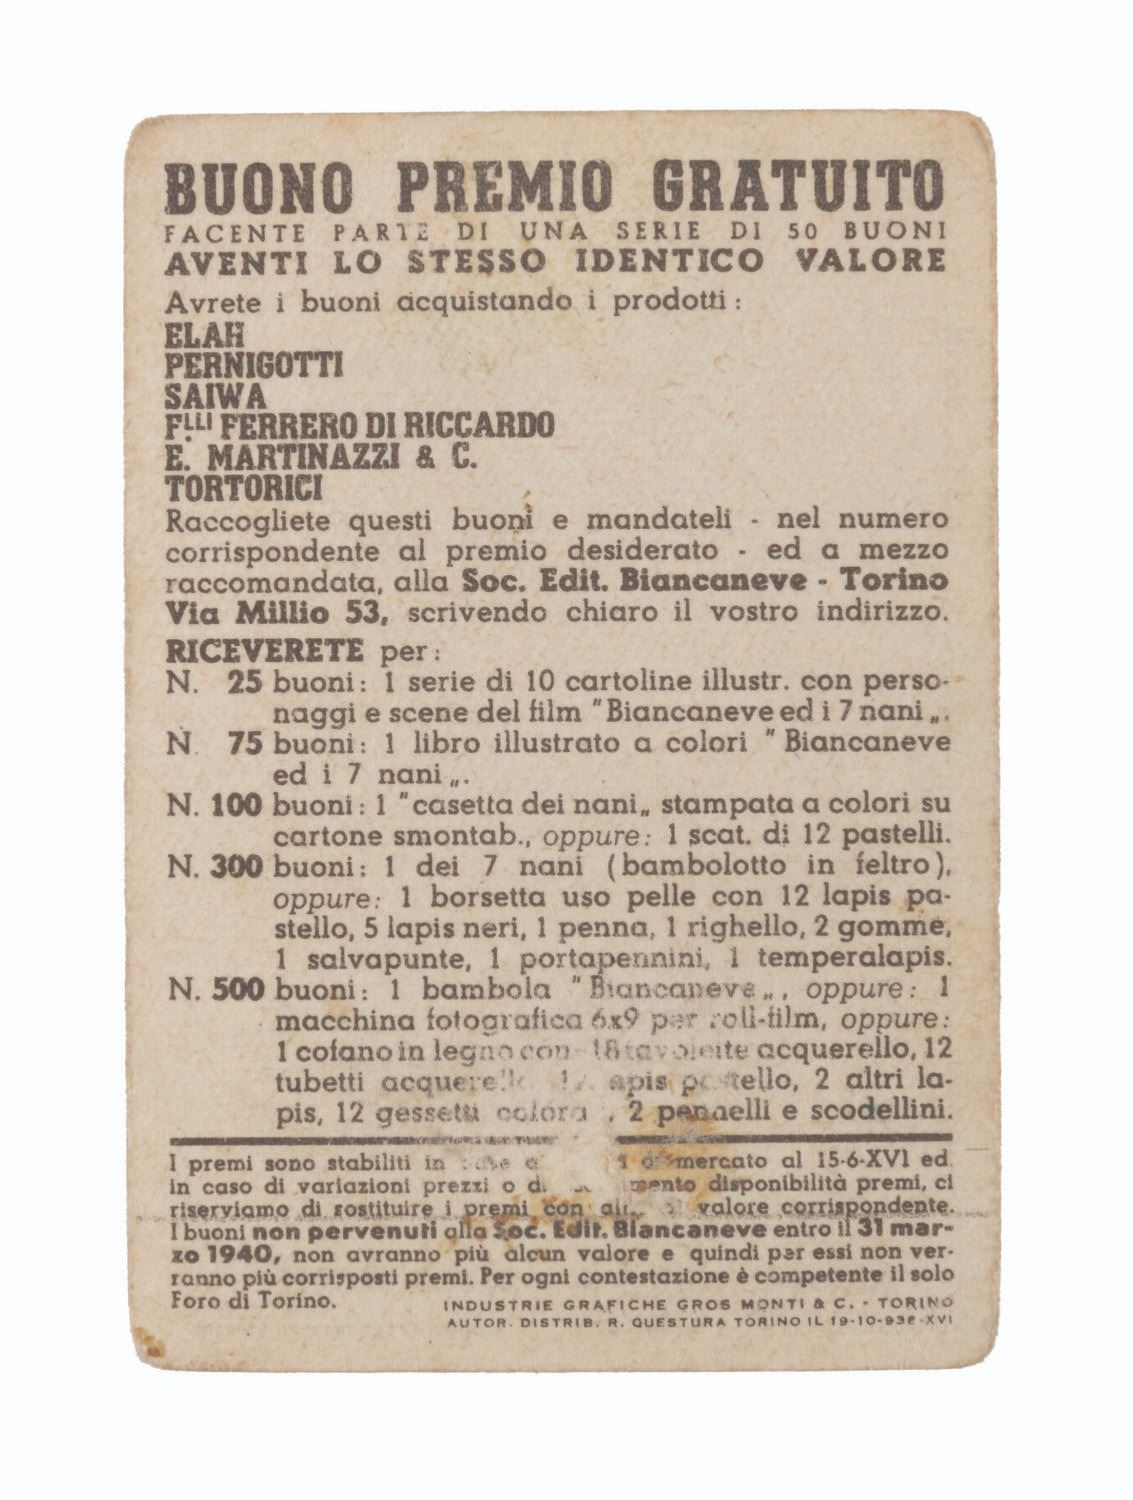 BUONO PREMIO GRATUITO
FACENTE PARTE DI UNA SERIE DI 50 BUONI
AVENTI LO STESSO IDENTICO VALORE
Avrete i buoni acquistando i prodotti :
ELAH
PERNIGOTTI
SAIWA
F.LLI FERRERO DI RICCARDO
E. MARTINAZZI & C.
TORTORICI
Raccogliete questi buoni e mandateli - nel numero
corrispondente al premio desiderato - ed a mezzo
raccomandata, alla Soc. Edit. Biancaneve - Torino
Via Millio 53, scrivendo chiaro il vostro indirizzo.
RICEVERETE per:
N. 25 buoni: 1 serie di 10 cartoline illustr. con perso-
naggi e scene del film "Biancaneve ed i 7 nani„.
N. 75 buoni: 1 libro illustrato a colori "Biancaneve
ed i 7 nani„.
N. 100 buoni: 1 "casetta dei nani„ stampata a colori su
cartone smontab., oppure: 1 scat. di 12 pastelli.
N. 300 buoni: 1 dei 7 nani (bambolotto in feltro),
oppure: 1 borsetta uso pelle con 12 lapis pa-
stello, 5 lapis neri, 1 penna, 1 righello, 2 gomme,
1 salvapunte, 1 portapennini, 1 temperalapis.
N. 500 buoni: 1 bambola "Biancaneve„, oppure: 1
macchina fotografica 6x9 per roll-film, oppure:
1 cofano in legno con 18 tavolette acquerello, 12
tubetti acquerello, lapis pastello, 2 altri la-
pis, 12 gessetti 2 pennelli e scodellini.
I premi sono stabiliti in mercato al 15-6-XVI ed
in caso di variazioni prezzi o disponibilità premi, ci
riserviamo di sostituire i premi con valore corrispondente.
I buoni non pervenuti alla Soc. Edit. Biancaneve entro il 31 mar-
zo 1940, non avranno più alcun valore e quindi per essi non ver-
ranno più corrisposti premi. Per ogni contestazione è competente il solo
Foro di Torino.
INDUSTRIE GRAFICHE GROS MONTI & C. - TORINO
AUTOR. DISTRIB. R. QUESTURA TORINO IL 19-10-938-XVI